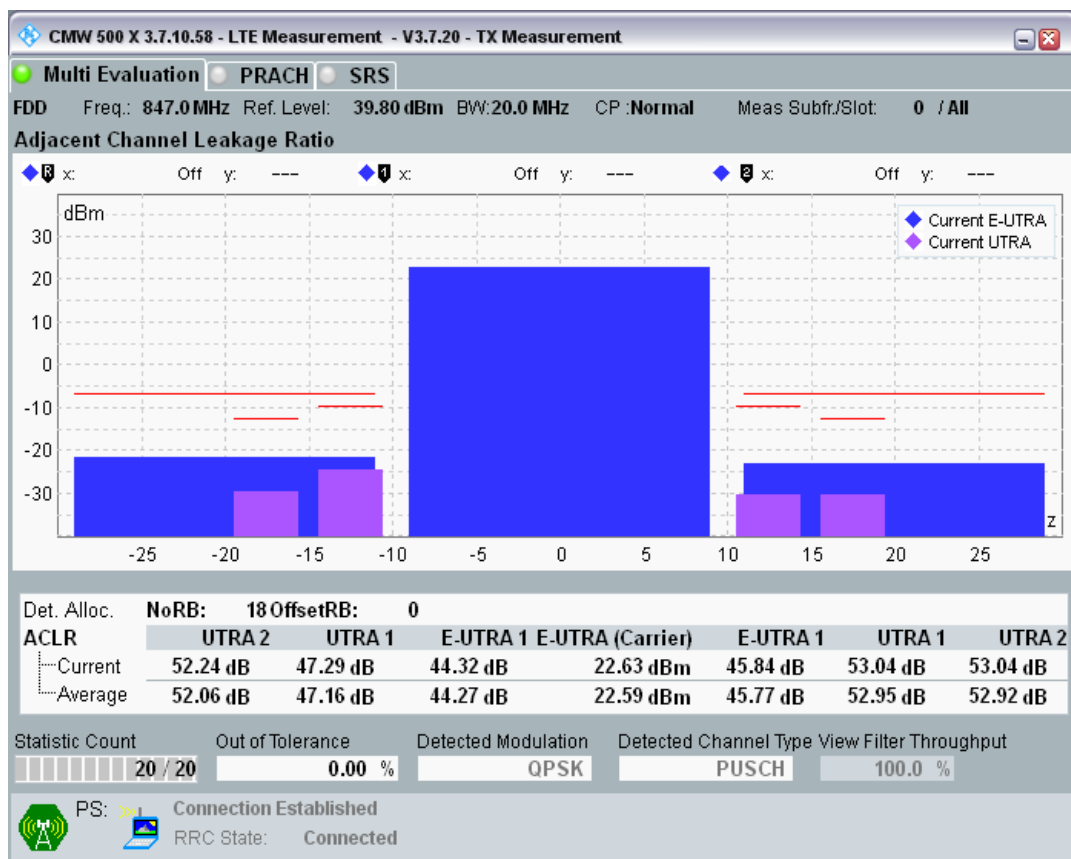 CMW 500 X 3.7.10.58 - LTE Measurement - V3.7.20 - TX Measurement
Multi Evaluation PRACH SRS
FDD Freq.: 847.0 MHz Ref. Level: 39.80 dBm BW:20.0 MHz CP :Normal Meas Subfr./Slot: 0 / All
Adjacent Channel Leakage Ratio
R x: Off y: --- 1 x: Off y: --- 2 x: Off y: ---
dBm
Current E-UTRA
Current UTRA
30
20
10
0
-10
-20
-30
z
-25 -20 -15 -10 -5 0 5 10 15 20 25
Det. Alloc. NoRB: 18 OffsetRB: 0
ACLR UTRA 2 UTRA 1 E-UTRA 1 E-UTRA (Carrier) E-UTRA 1 UTRA 1 UTRA 2
Current 52.24 dB 47.29 dB 44.32 dB 22.63 dBm 45.84 dB 53.04 dB 53.04 dB
Average 52.06 dB 47.16 dB 44.27 dB 22.59 dBm 45.77 dB 52.95 dB 52.92 dB
Statistic Count Out of Tolerance Detected Modulation Detected Channel Type View Filter Throughput
20 / 20 0.00 % QPSK PUSCH 100.0 %
PS: Connection Established
RRC State: Connected